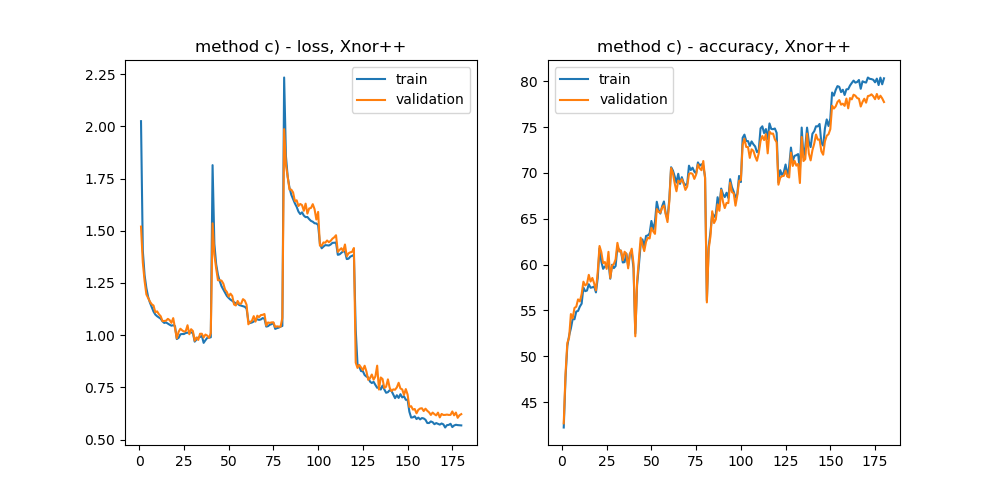 method c) - loss, Xnor++
2.25
2.00
1.75
1.50
1.25
1.00
0.75
0.50
0 25 50 75 100 125 150 175
train
validation
method c) - accuracy, Xnor++
80
75
70
65
60
55
50
45
0 25 50 75 100 125 150 175
train
validation